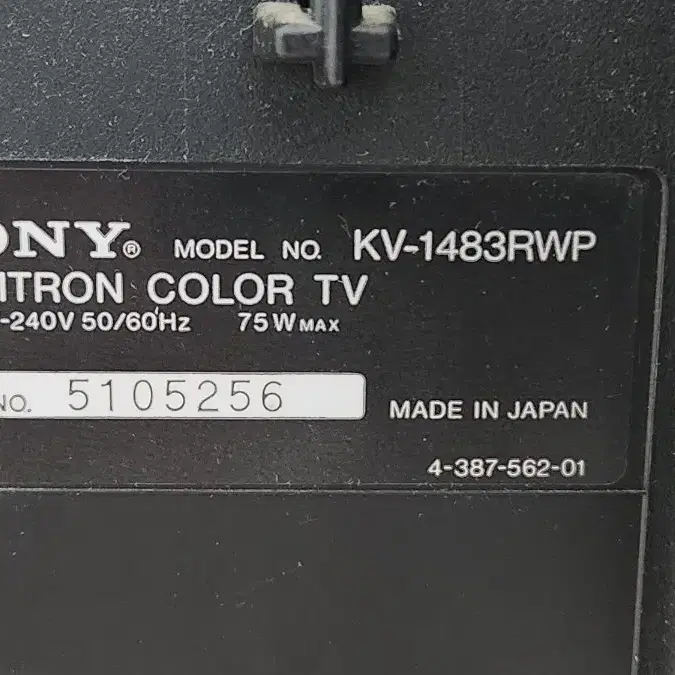 ONY® MODEL NO. KV-1483RWP
ITRON COLOR TV
-240V 50/60Hz 75W MAX
NO. 5105256
MADE IN JAPAN
4-387-562-01